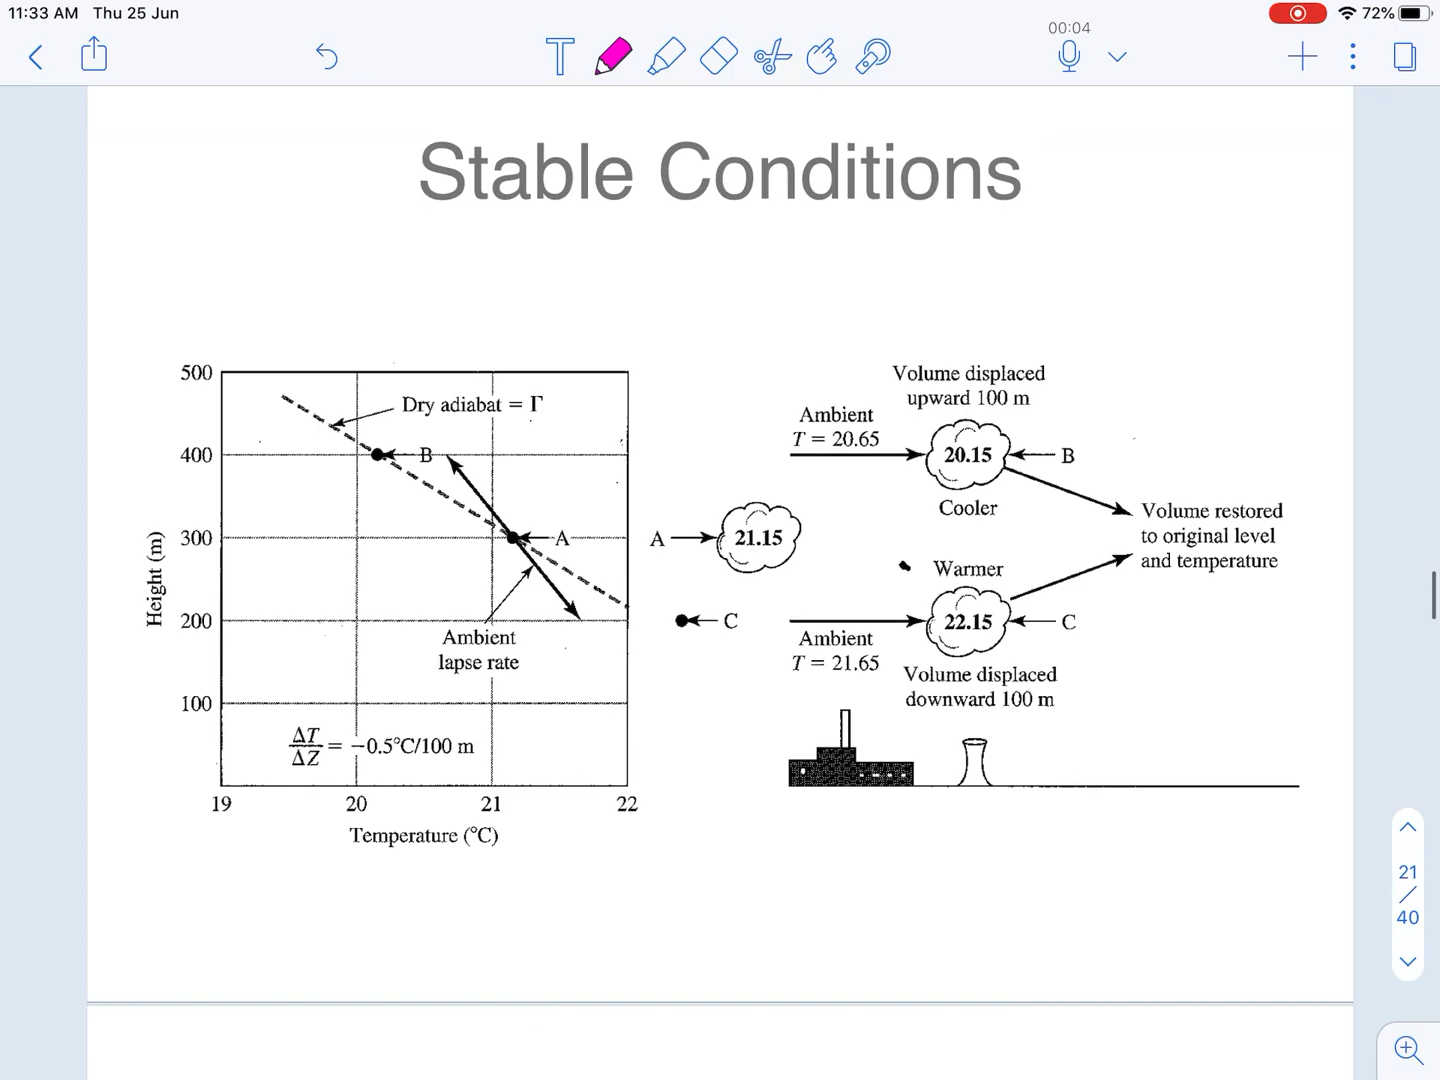 11:33 AM Thu 25 Jun
72%
00:04
T
Stable Conditions
500
400
300
200
100
Height (m)
19
20
21
22
Temperature (°C)
Dry adiabat = Γ
B
A
Ambient
lapse rate
ΔT
ΔZ
= −0.5°C/100 m
A
21.15
C
Volume displaced
upward 100 m
Ambient
T = 20.65
20.15
B
Cooler
Volume restored
to original level
and temperature
Warmer
22.15
C
Ambient
T = 21.65
Volume displaced
downward 100 m
21
/
40